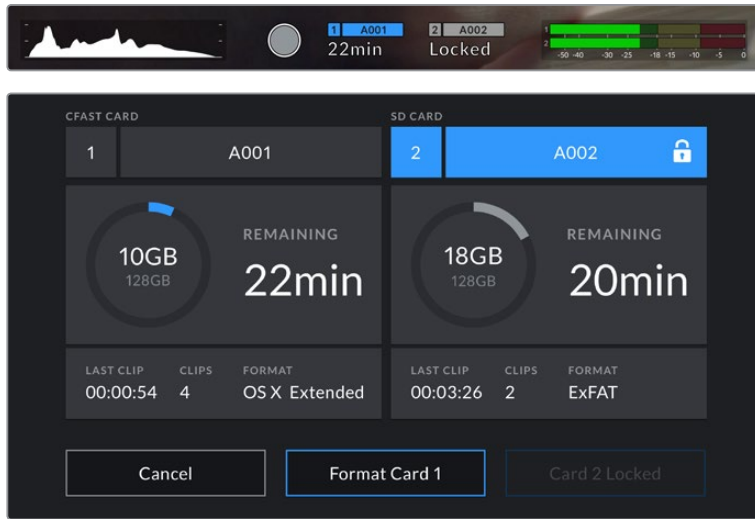 1 A001 2 A002
22min Locked
1
2
-50 -40 -30 -25 -18 -15 -10 -5 0
CFAST CARD SD CARD
1 A001 2 A002
10GB
128GB
REMAINING
22min
18GB
128GB
REMAINING
20min
LAST CLIP CLIPS FORMAT LAST CLIP CLIPS FORMAT
00:00:54 4 OS X Extended 00:03:26 2 ExFAT
Cancel Format Card 1 Card 2 Locked